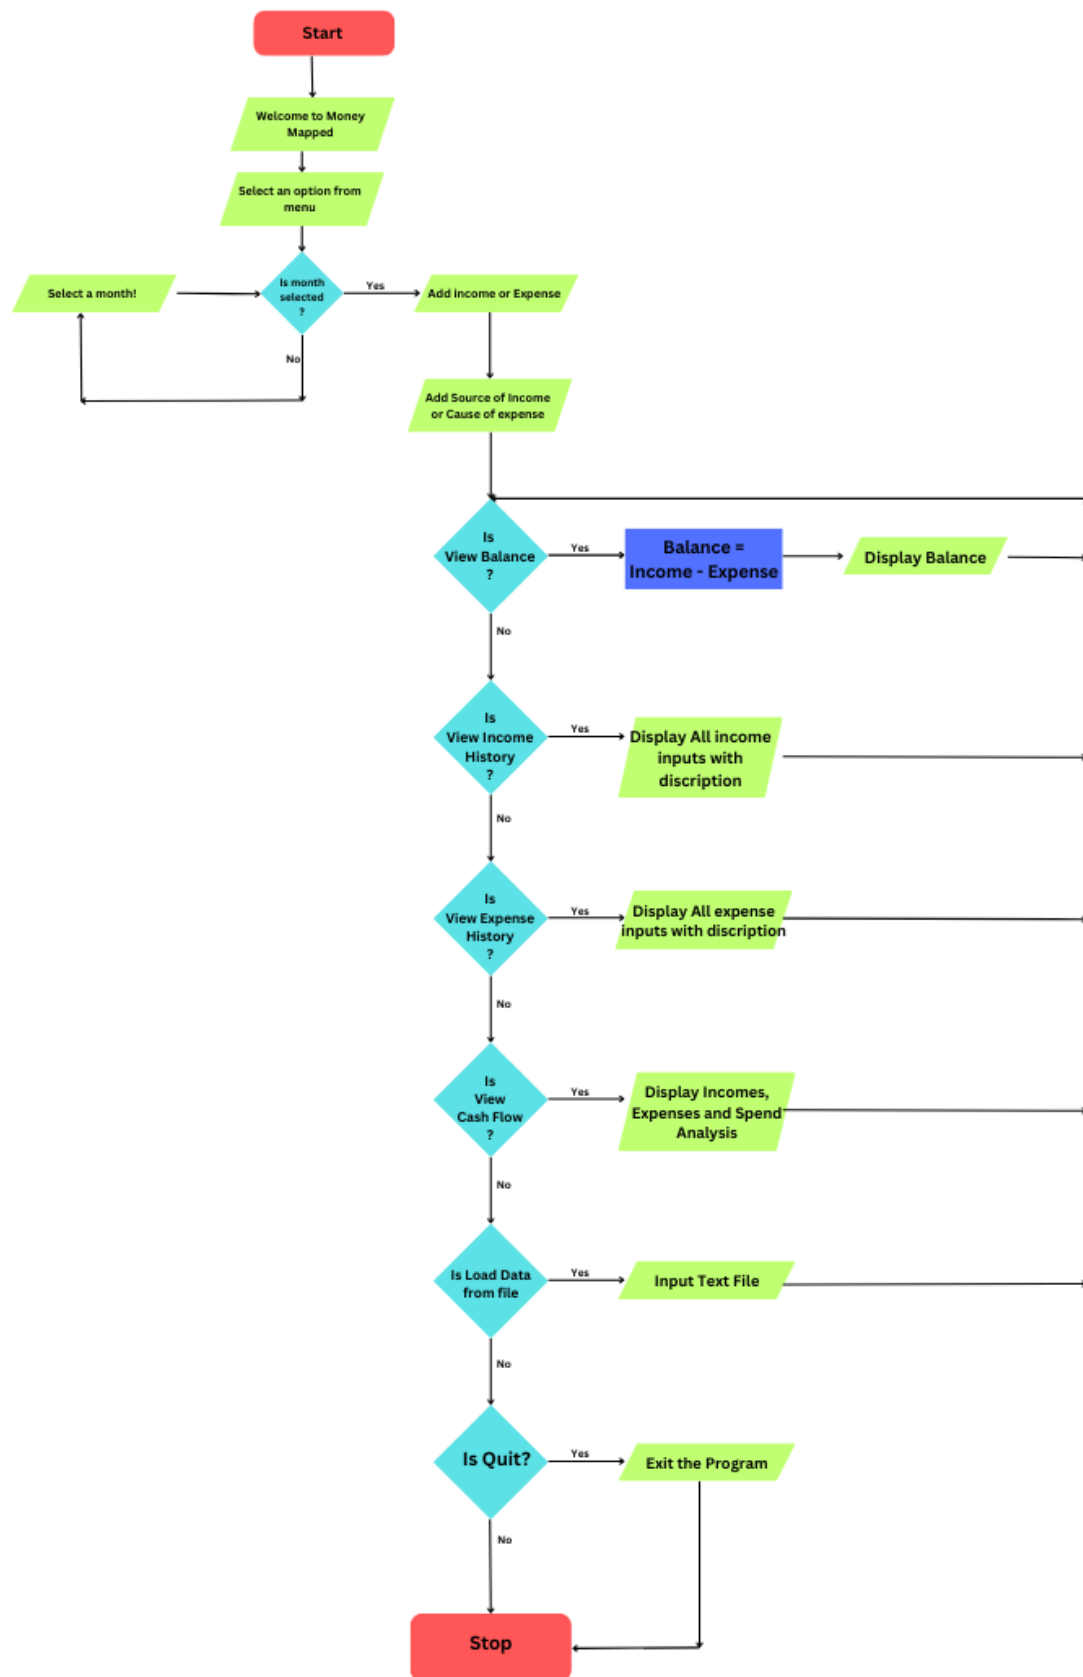 Start
Welcome to Money
Mapped
Select an option from
menu
Select a month!
Is month
selected
?
Yes
Add income or Expense
No
Add Source of Income
or Cause of expense
Is
View Balance
?
Yes
Balance =
Income - Expense
Display Balance
No
Is
View Income
History
?
Yes
Display All income
inputs with
discription
No
Is
View Expense
History
?
Yes
Display All expense
inputs with discription
No
Is
View
Cash Flow
?
Yes
Display Incomes,
Expenses and Spend
Analysis
No
Is Load Data
from file
Yes
Input Text File
No
Is Quit?
Yes
Exit the Program
No
Stop